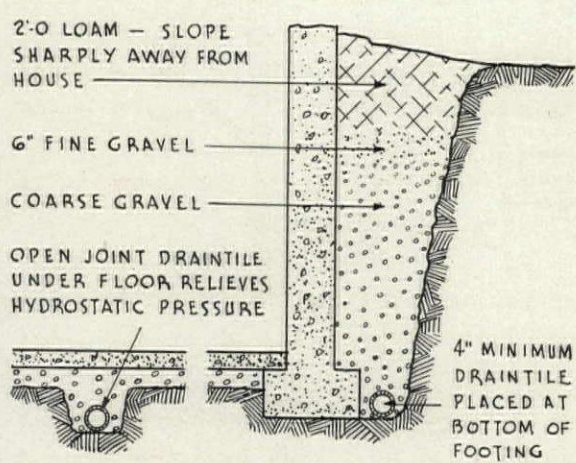 2'-0 LOAM – SLOPE
SHARPLY AWAY FROM
HOUSE
6" FINE GRAVEL
COARSE GRAVEL
OPEN JOINT DRAINTILE
UNDER FLOOR RELIEVES
HYDROSTATIC PRESSURE
4" MINIMUM
DRAINTILE
PLACED AT
BOTTOM OF
FOOTING